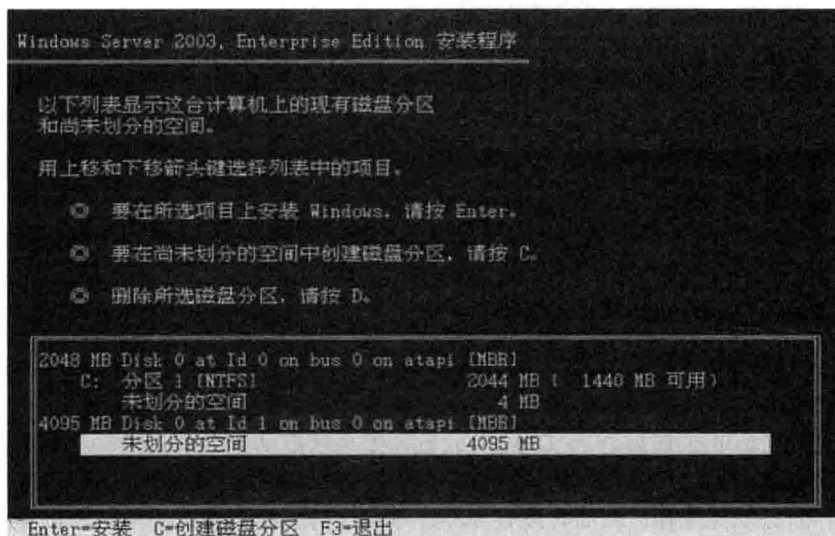 Windows Server 2003, Enterprise Edition 安装程序
以下列表显示这台计算机上的现有磁盘分区
和尚未划分的空间。
用上移和下移箭头键选择列表中的项目。
◎ 要在所选项目上安装 Windows，请按 Enter。
◎ 要在尚未划分的空间中创建磁盘分区，请按 C。
◎ 删除所选磁盘分区，请按 D。
2048 MB Disk 0 at Id 0 on bus 0 on atapi [MBR]
C: 分区 1 [NTFS] 2044 MB ( 1440 MB 可用)
未划分的空间 4 MB
4095 MB Disk 0 at Id 1 on bus 0 on atapi [MBR]
未划分的空间 4095 MB
Enter=安装 C=创建磁盘分区 F3=退出